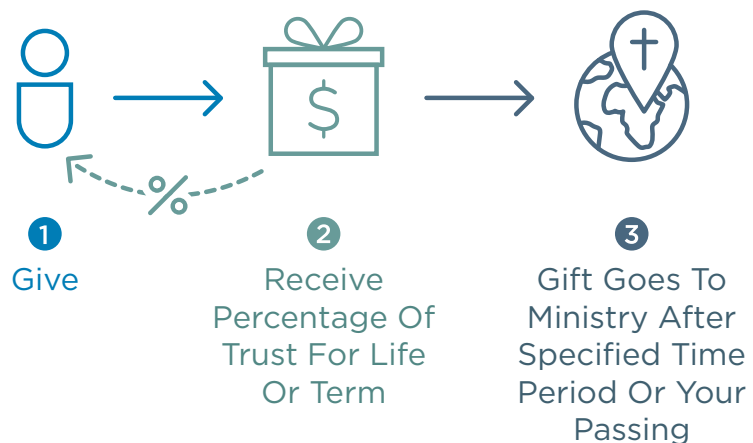 $
%
1
Give
2
Receive
Percentage Of
Trust For Life
Or Term
3
Gift Goes To
Ministry After
Specified Time
Period Or Your
Passing